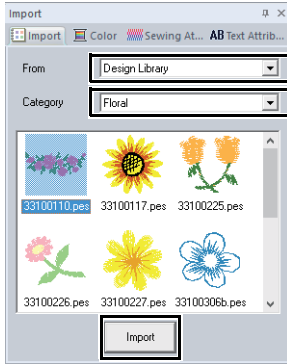 Import
Import Color Sewing At... AB Text Attrib...
From Design Library
Category Floral
33100110.pes 33100117.pes 33100225.pes
33100226.pes 33100227.pes 33100306b.pes
Import